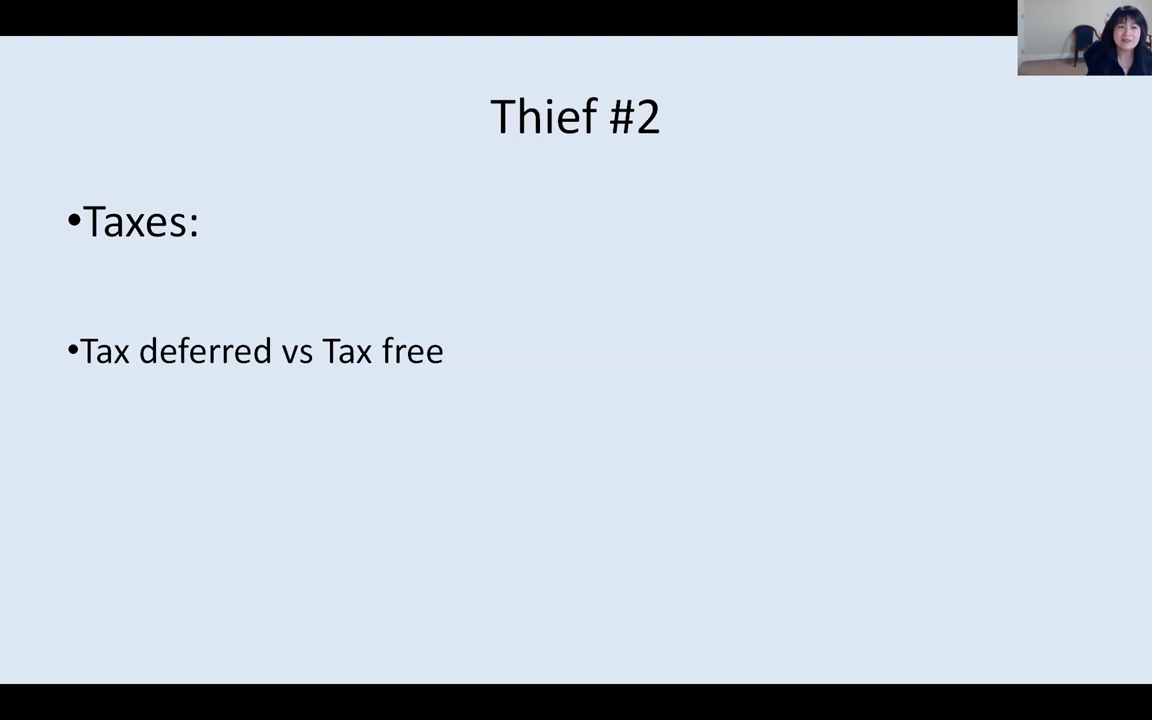 Thief #2
•Taxes:
•Tax deferred vs Tax free